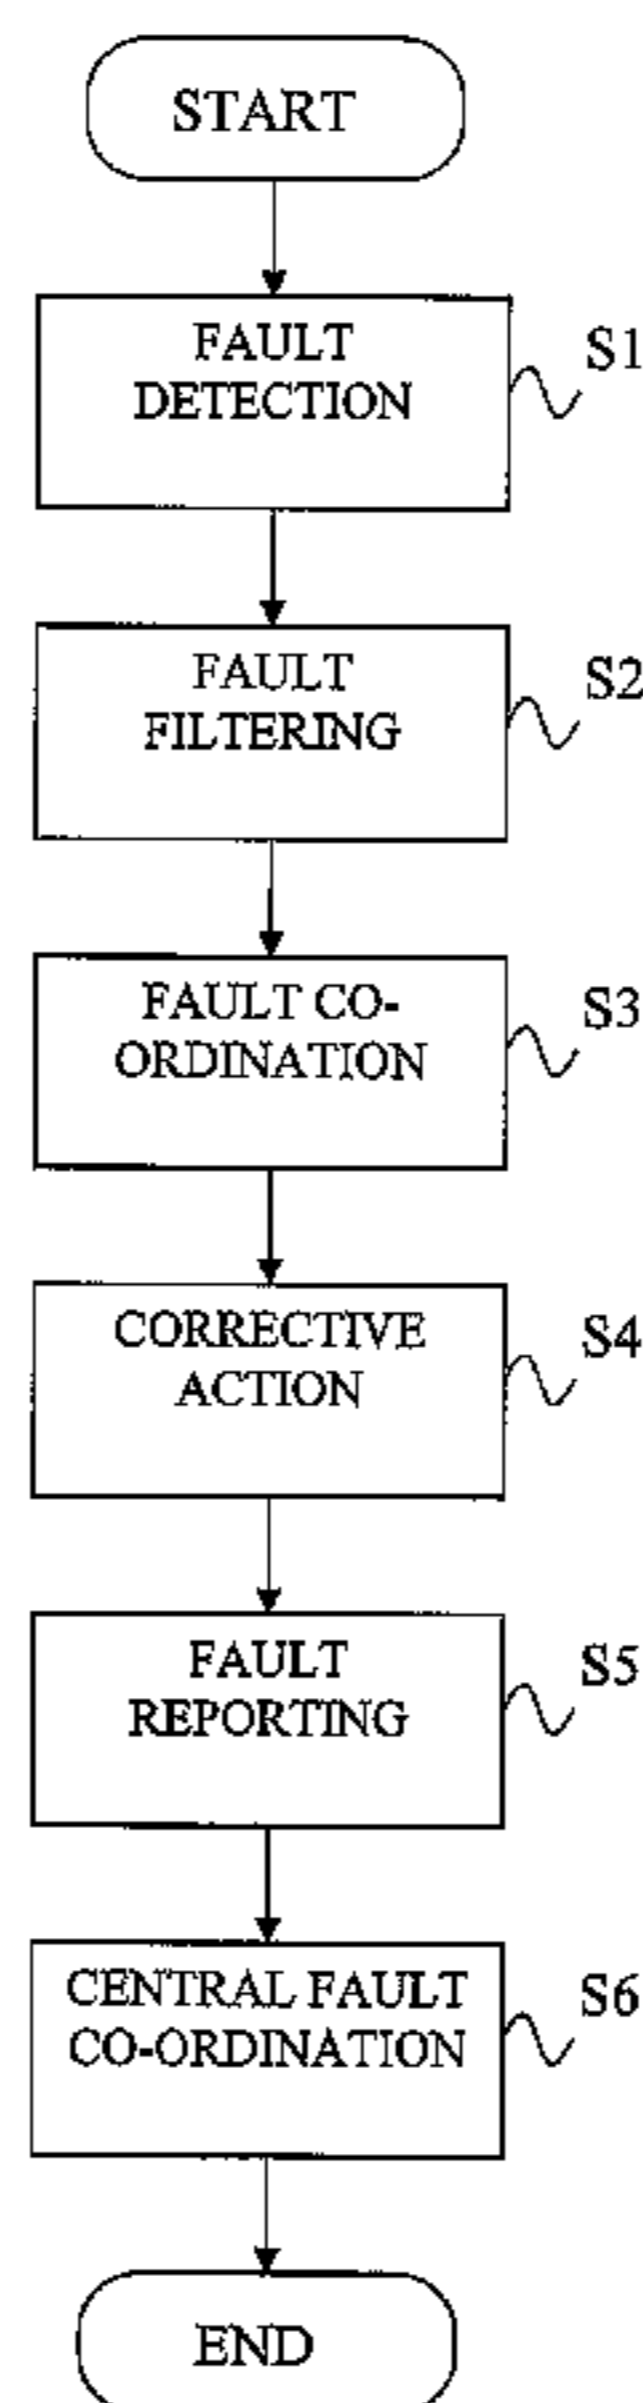 START
FAULT
DETECTION
S1
FAULT
FILTERING
S2
FAULT CO-
ORDINATION
S3
CORRECTIVE
ACTION
S4
FAULT
REPORTING
S5
CENTRAL FAULT
CO-ORDINATION
S6
END